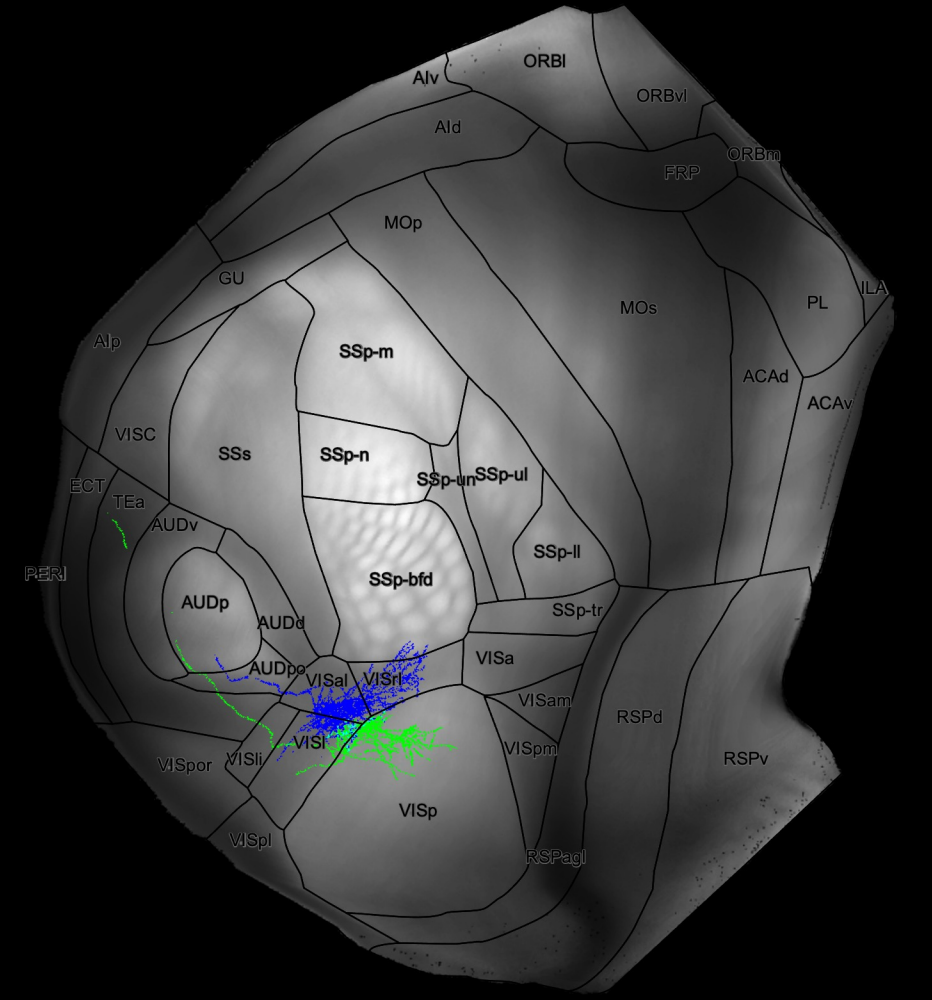 ORBl
AIv
ORBvl
AId
ORBm
FRP
MOp
GU
ILA
PL
MOs
AIp
SSp-m
ACAd
ACAv
VISC
SSs
SSp-n
SSp-un
SSp-ul
ECT
TEa
AUDv
SSp-ll
PERI
SSp-bfd
AUDp
SSp-tr
AUDd
VISa
AUDpo
VISal
VISrl
VISam
RSPd
VISl
VISpm
VISli
RSPv
VISpor
VISp
VISpl
RSPagl